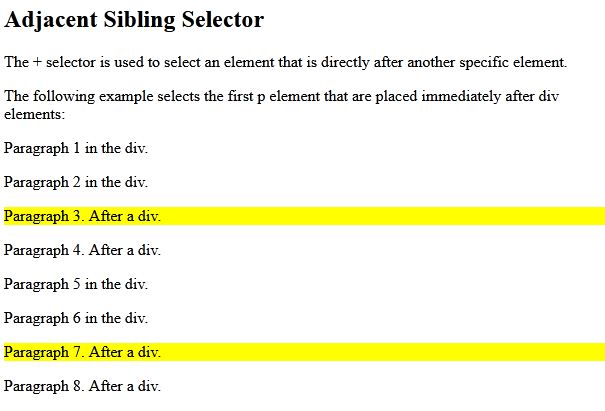 Adjacent Sibling Selector
The + selector is used to select an element that is directly after another specific element.
The following example selects the first p element that are placed immediately after div
elements:
Paragraph 1 in the div.
Paragraph 2 in the div.
Paragraph 3. After a div.
Paragraph 4. After a div.
Paragraph 5 in the div.
Paragraph 6 in the div.
Paragraph 7. After a div.
Paragraph 8. After a div.